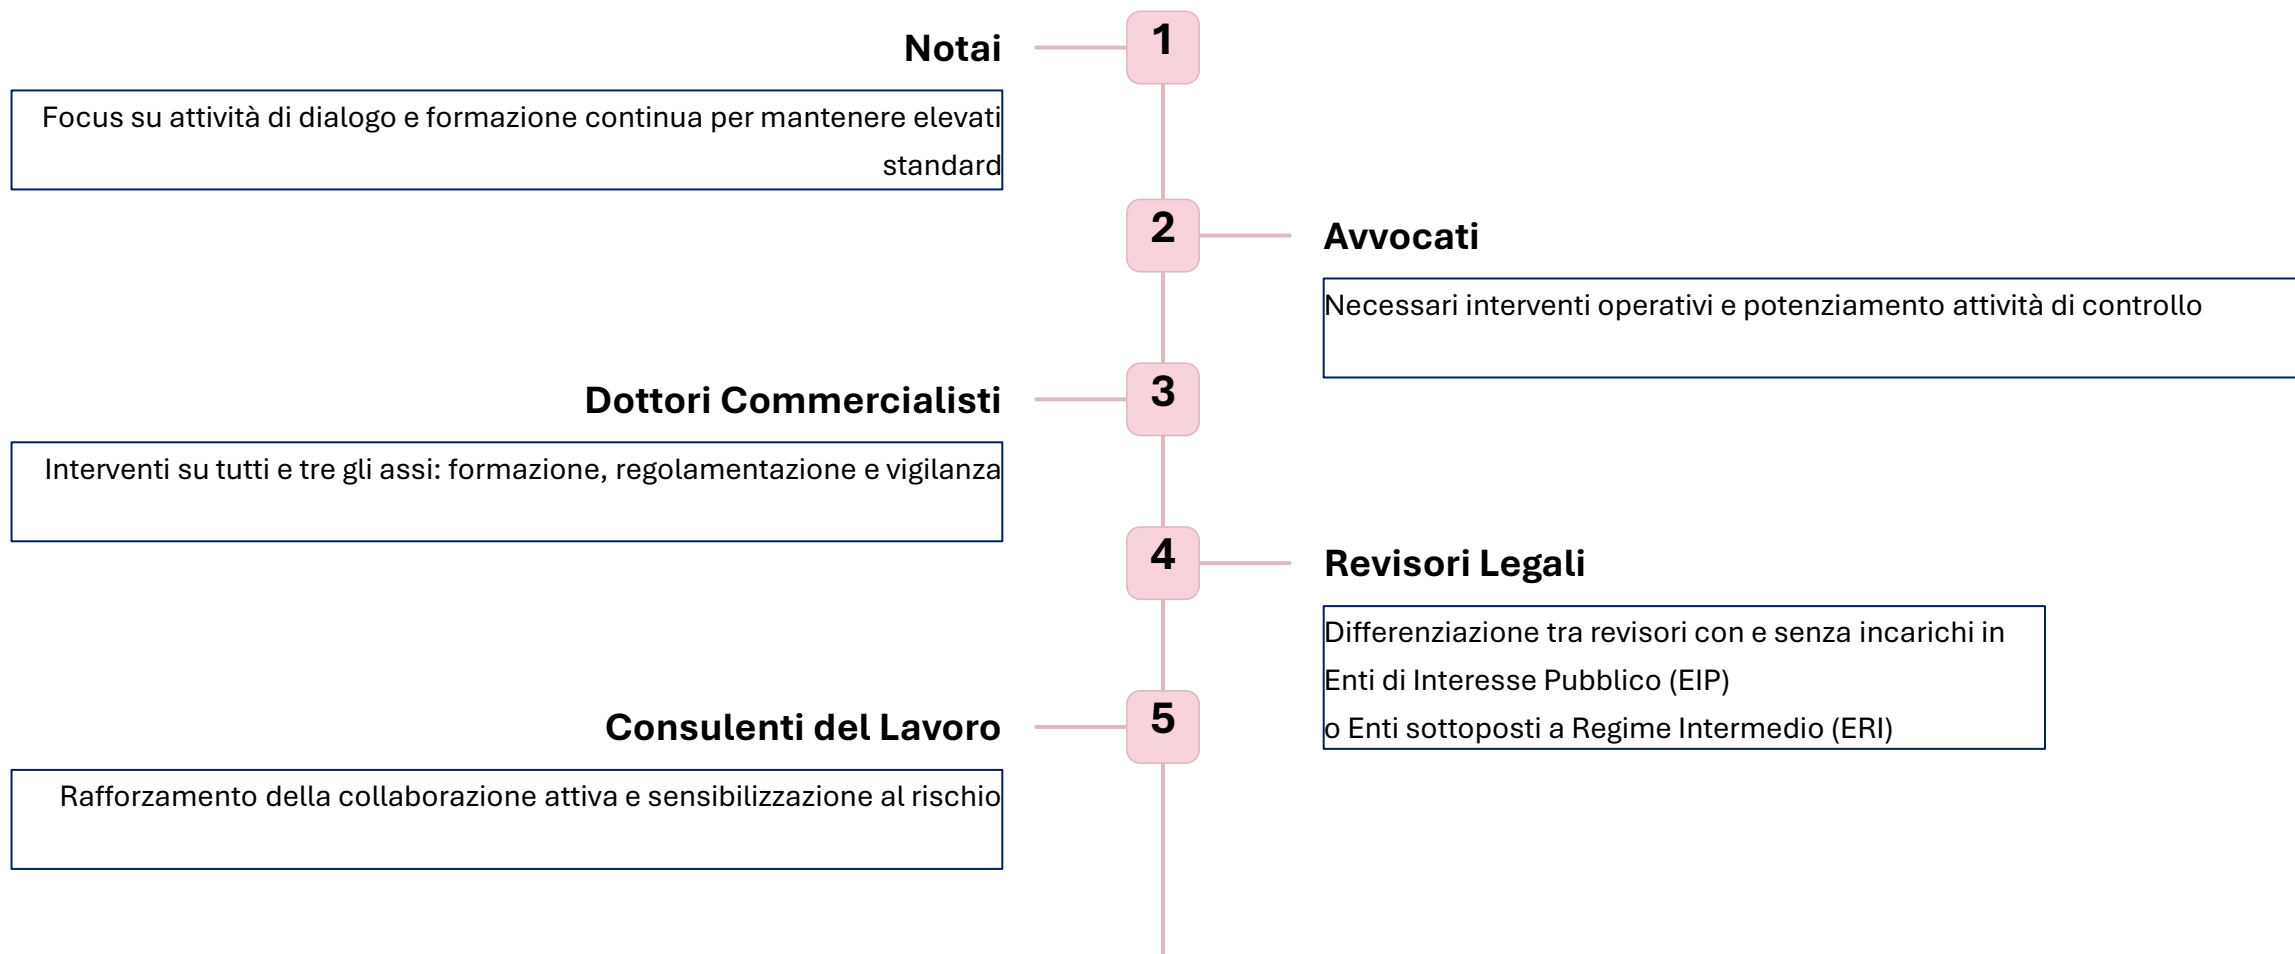 1
Notai
Focus su attività di dialogo e formazione continua per mantenere elevati
standard
2
Avvocati
Necessari interventi operativi e potenziamento attività di controllo
3
Dottori Commercialisti
Interventi su tutti e tre gli assi: formazione, regolamentazione e vigilanza
4
Revisori Legali
Differenziazione tra revisori con e senza incarichi in
Enti di Interesse Pubblico (EIP)
o Enti sottoposti a Regime Intermedio (ERI)
5
Consulenti del Lavoro
Rafforzamento della collaborazione attiva e sensibilizzazione al rischio